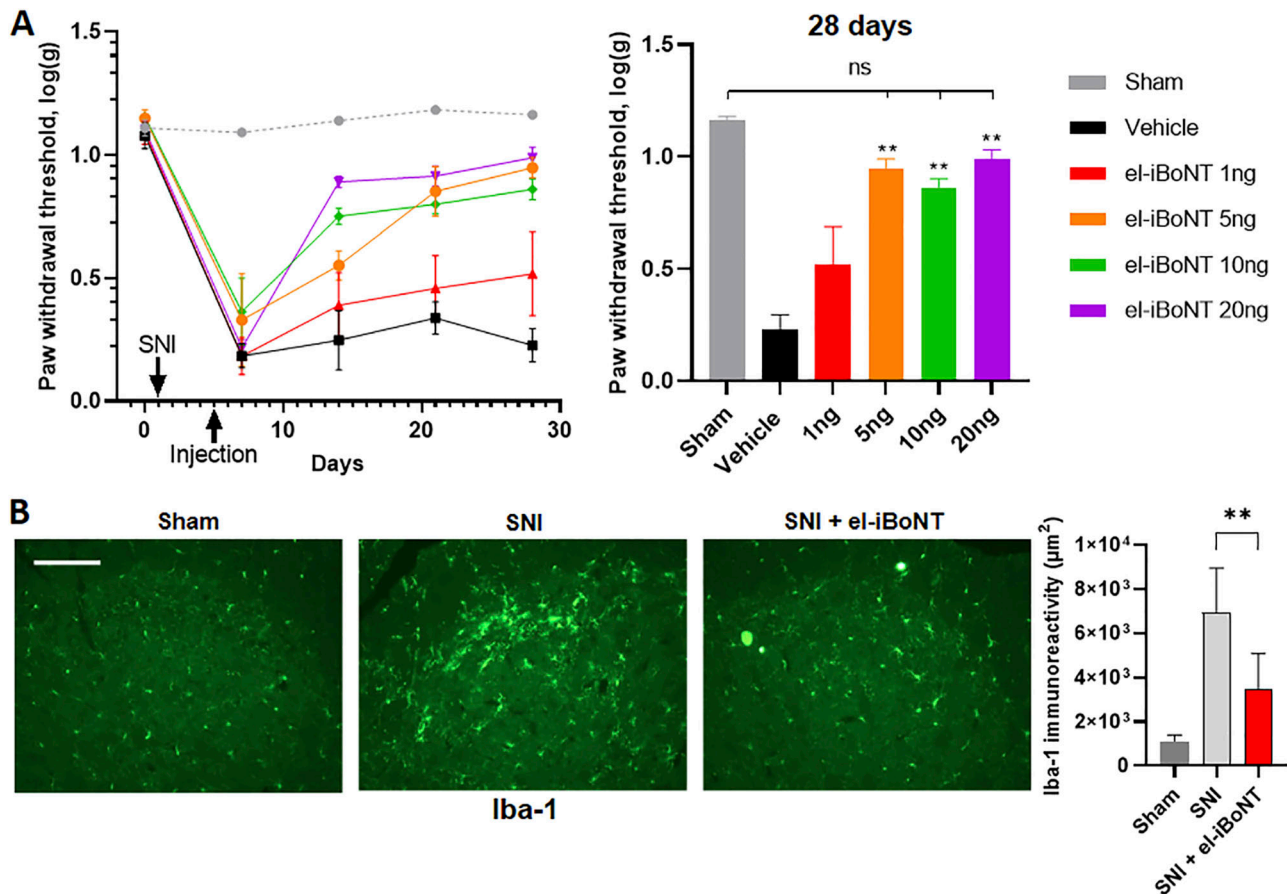 A
Paw withdrawal threshold, log(g)
1.5
1.0
0.5
0.0
SNI
Injection
0
10
20
30
Days
28 days
Paw withdrawal threshold, log(g)
1.5
1.0
0.5
0.0
ns
**
**
**
Sham
Vehicle
1ng
5ng
10ng
20ng
Sham
Vehicle
el-iBoNT 1ng
el-iBoNT 5ng
el-iBoNT 10ng
el-iBoNT 20ng
B
Sham
SNI
SNI + el-iBoNT
Iba-1
Iba-1 immunoreactivity (µm²)
1×10⁴
8×10³
6×10³
4×10³
2×10³
0
**
Sham
SNI
SNI + el-iBoNT